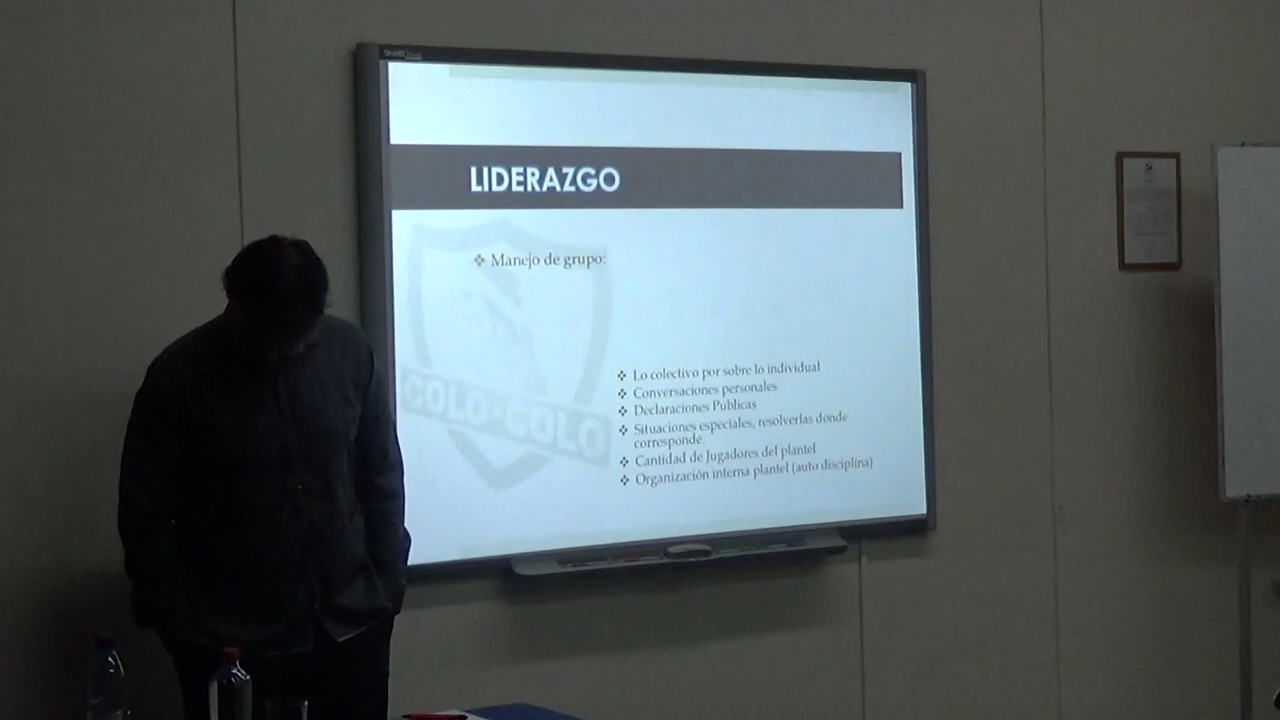 SMART
LIDERAZGO
❖ Manejo de grupo:
COLO·COLO
❖ Lo colectivo por sobre lo individual
❖ Conversaciones personales
❖ Declaraciones Publicas
❖ Situaciones especiales, resolverlas donde
corresponde.
❖ Cantidad de Jugadores del plantel
❖ Organización interna plantel (auto disciplina)